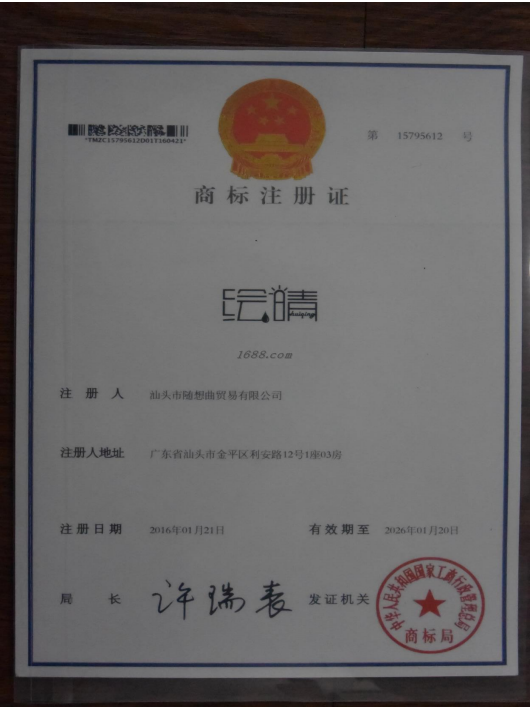 *TMZC15795612D01T160421*
第 15795612 号
商标注册证
绘睛
huiqing
1688.com
注册人 汕头市随想曲贸易有限公司
注册人地址 广东省汕头市金平区利安路12号1座03房
注册日期 2016年01月21日 有效期至 2026年01月20日
局长 许瑞表 发证机关
中华人民共和国国家工商行政管理总局
商标局